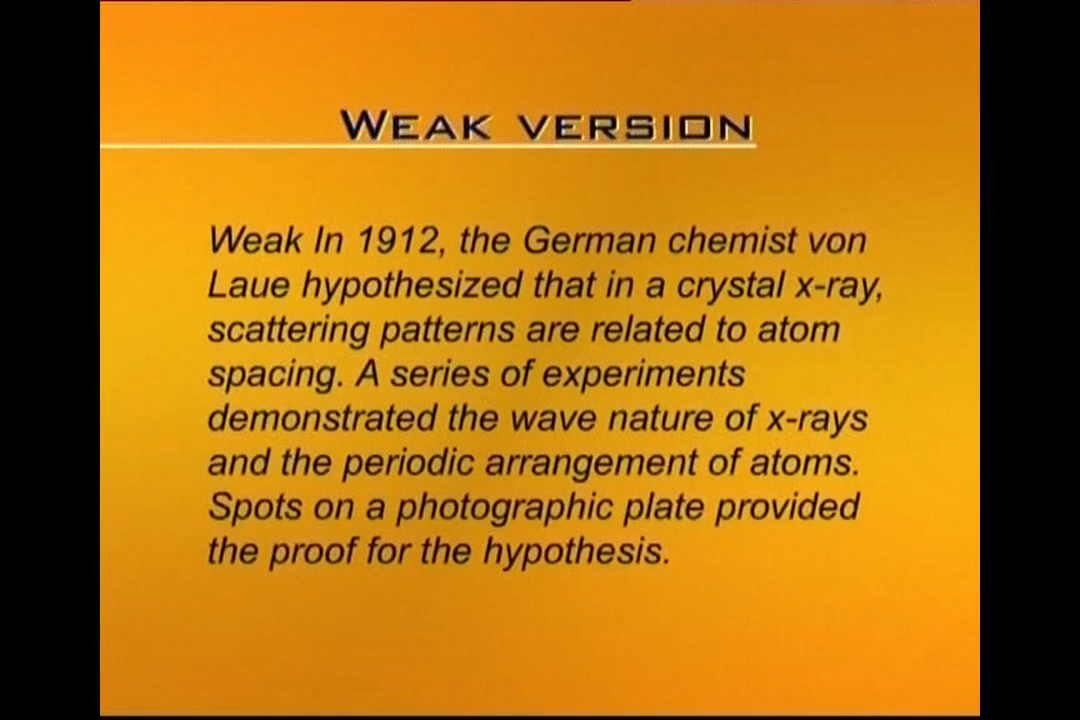 WEAK VERSION
Weak In 1912, the German chemist von
Laue hypothesized that in a crystal x-ray,
scattering patterns are related to atom
spacing. A series of experiments
demonstrated the wave nature of x-rays
and the periodic arrangement of atoms.
Spots on a photographic plate provided
the proof for the hypothesis.